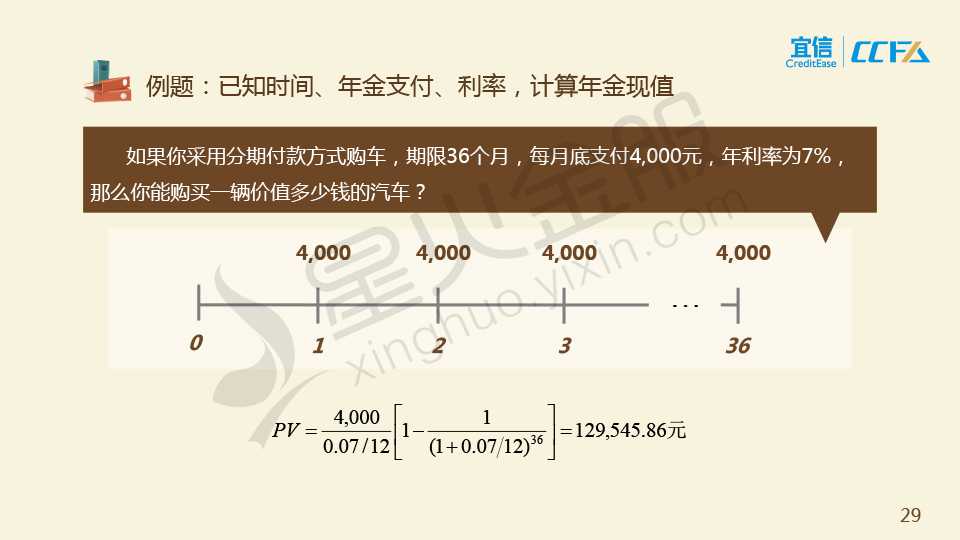 宜信
CreditEase
CCFA
例题：已知时间、年金支付、利率，计算年金现值
如果你采用分期付款方式购车，期限36个月，每月底支付4,000元，年利率为7%，
那么你能购买一辆价值多少钱的汽车？
4,000 4,000 4,000 4,000
...
0 1 2 3 36
PV = 4,000 / (0.07/12) [1 − 1 / (1+0.07/12)^36] = 129,545.86元
星火金服
xinghuo.yixin.com
29